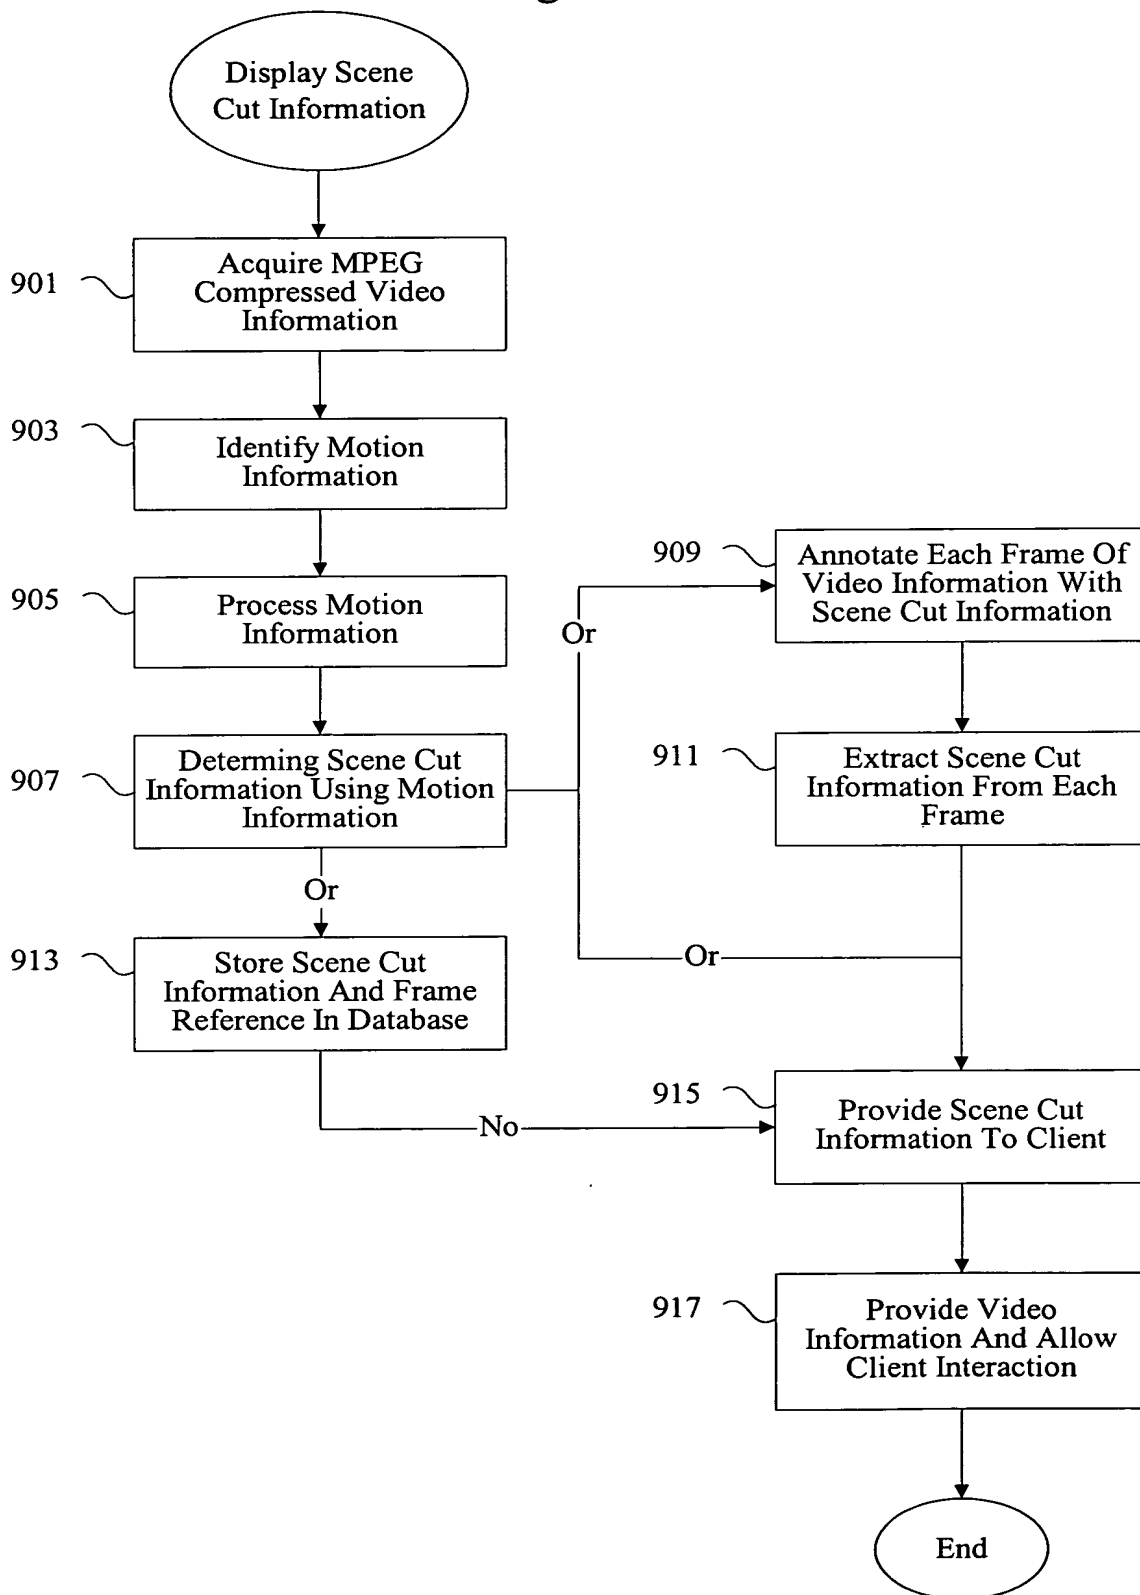 Display Scene
Cut Information
901
Acquire MPEG
Compressed Video
Information
903
Identify Motion
Information
905
Process Motion
Information
907
Determing Scene Cut
Information Using Motion
Information
Or
909
Annotate Each Frame Of
Video Information With
Scene Cut Information
911
Extract Scene Cut
Information From Each
Frame
Or
913
Store Scene Cut
Information And Frame
Reference In Database
Or
No
915
Provide Scene Cut
Information To Client
917
Provide Video
Information And Allow
Client Interaction
End